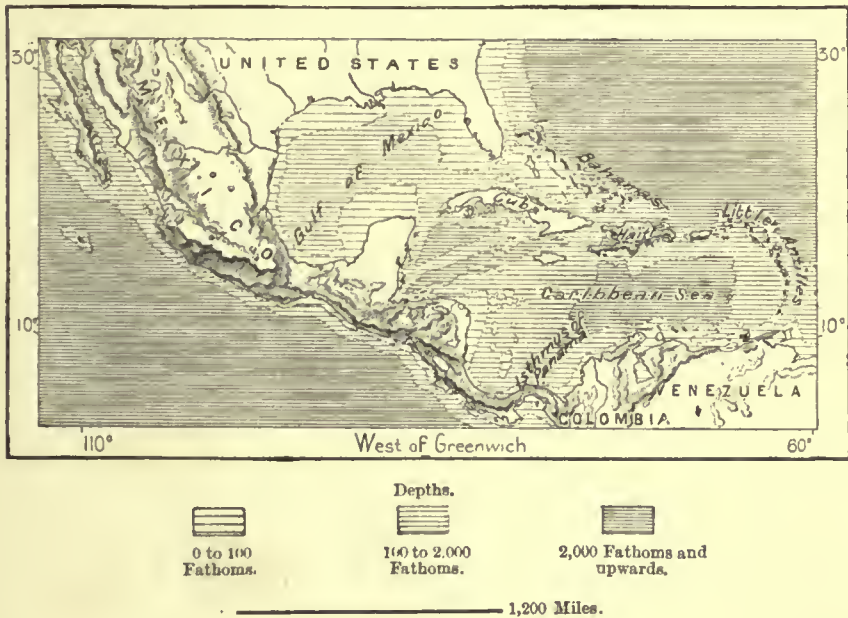 30°
30°
UNITED STATES
MEXICO
Gulf of Mexico
Bahamas
Cuba
Haiti
Littler Antilles
Caribbean Sea
10°
10°
Isthmus of
Panama
VENEZUELA
COLOMBIA
110°
West of Greenwich
60°
Depths.
0 to 100
Fathoms.
100 to 2,000
Fathoms.
2,000 Fathoms and
upwards.
1,200 Miles.